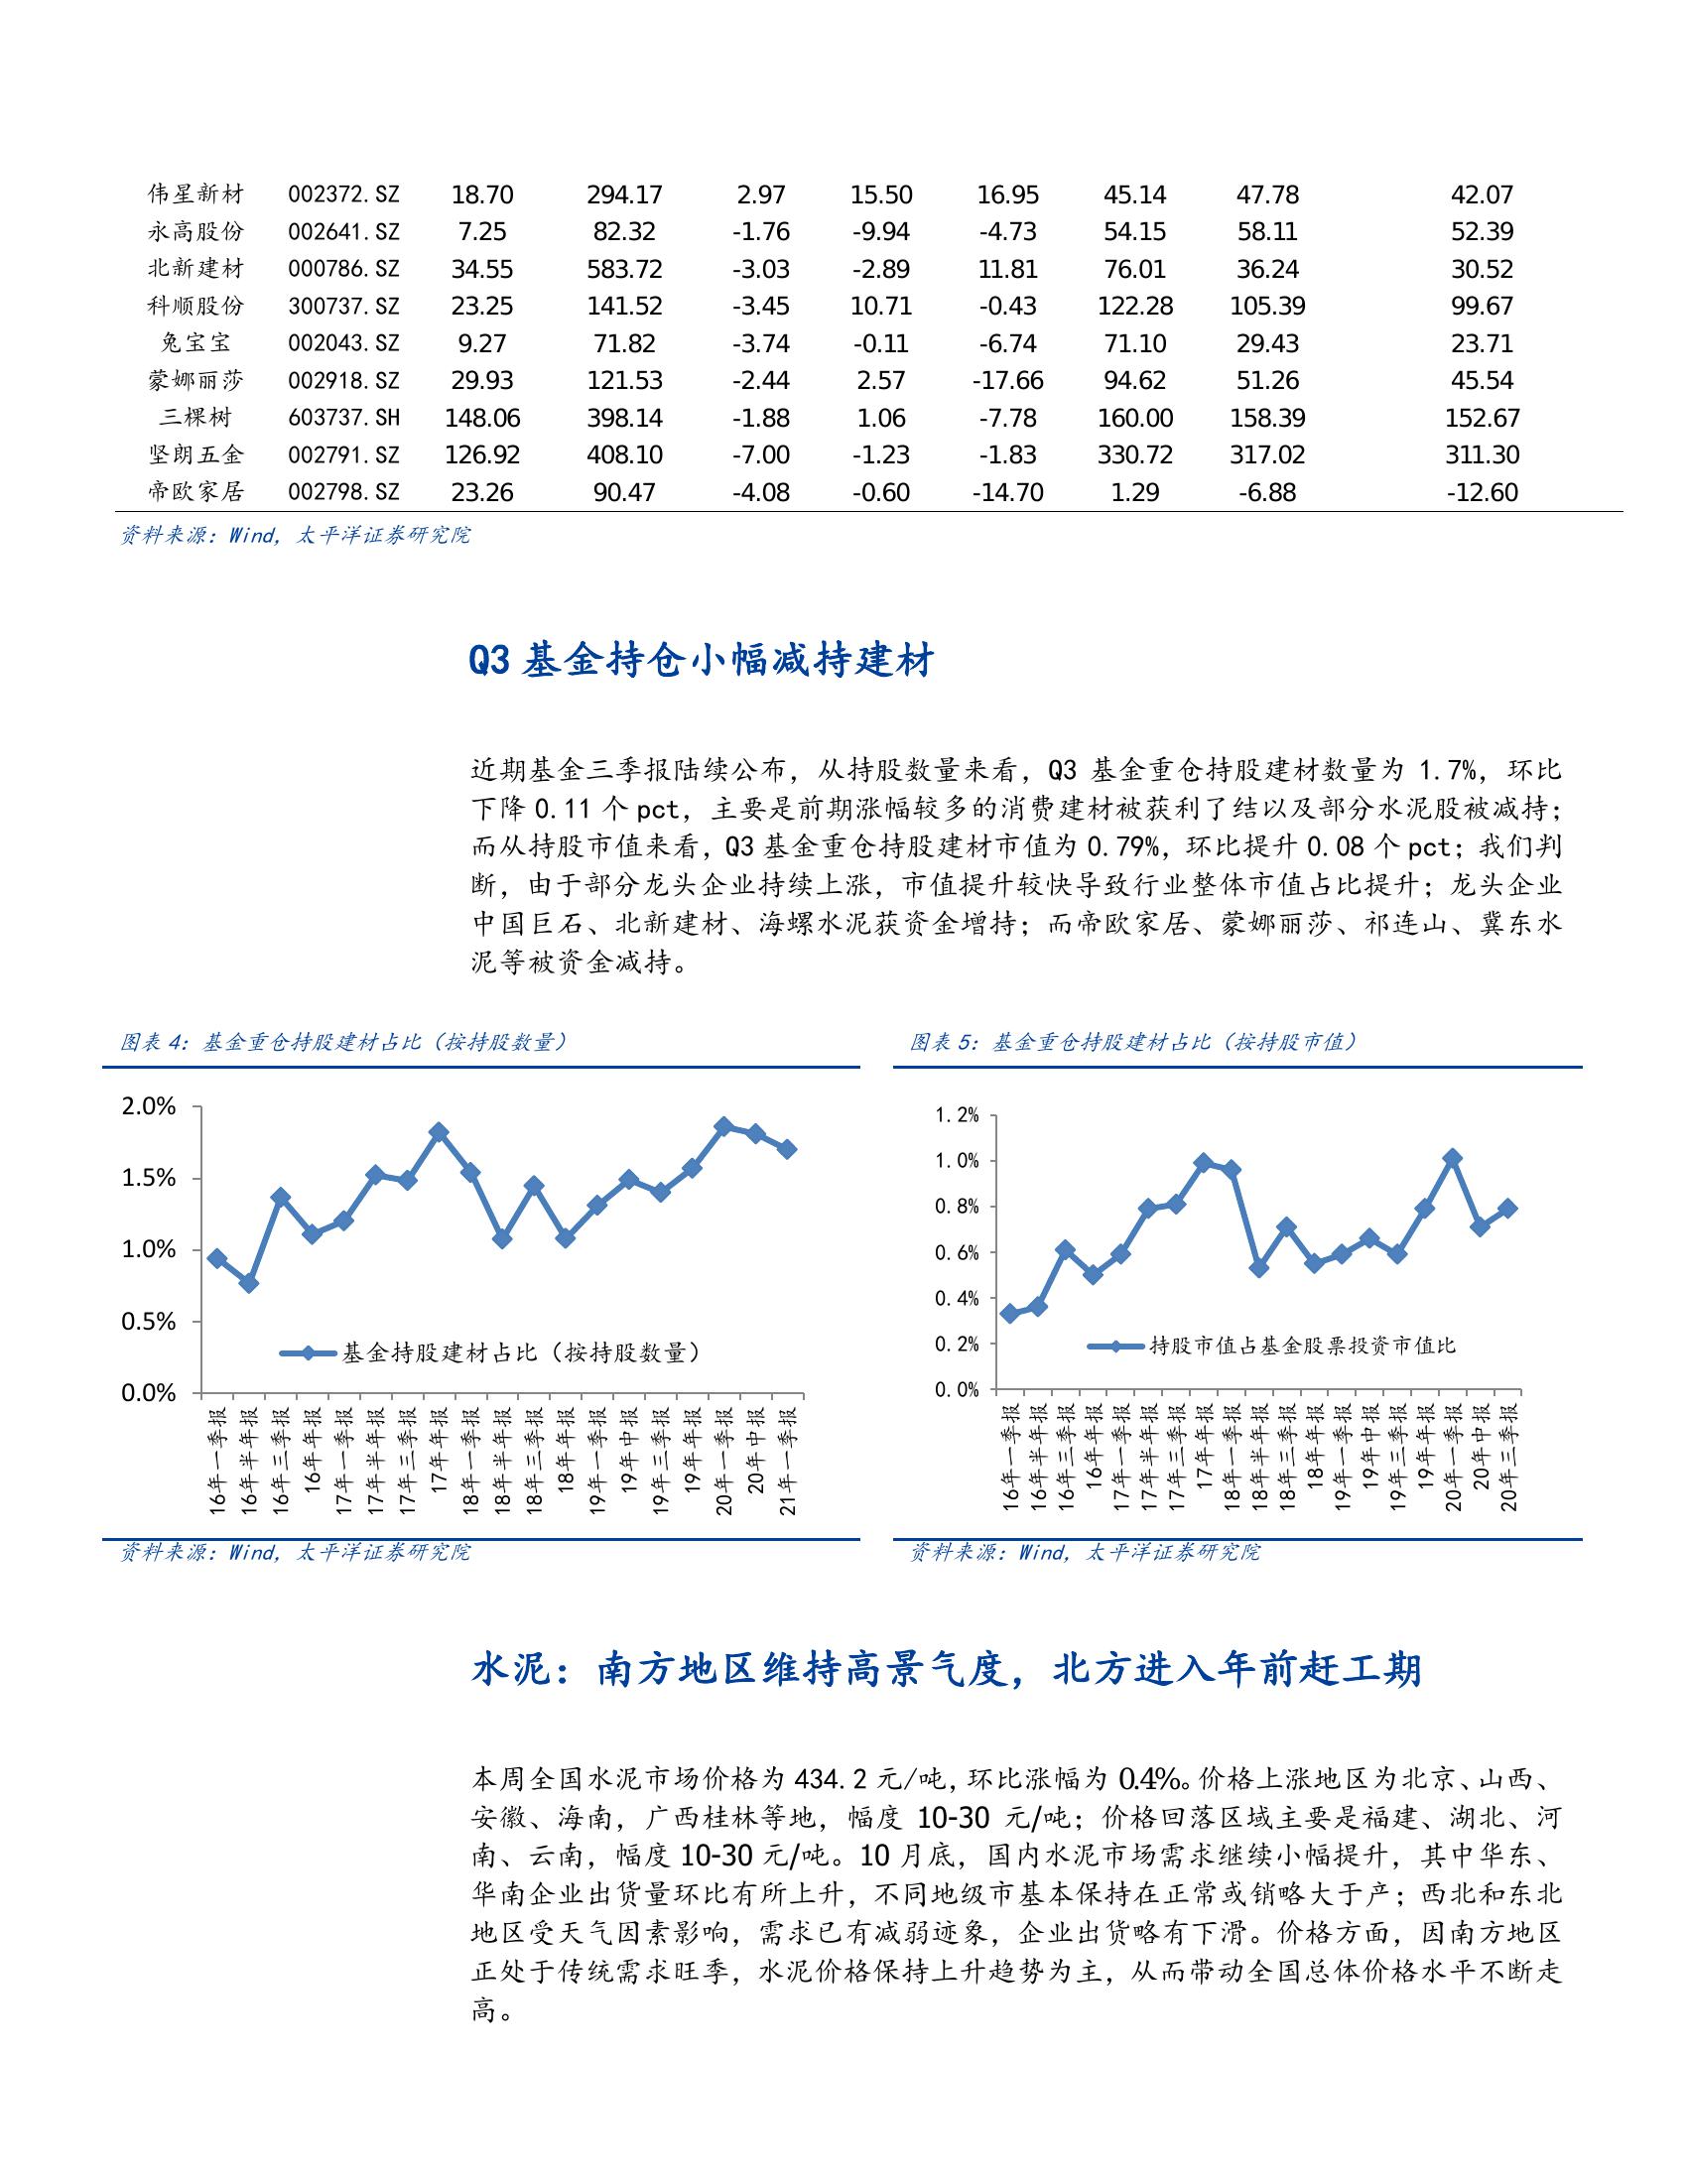 伟星新材 002372.SZ 18.70 294.17 2.97 15.50 16.95 45.14 47.78 42.07
永高股份 002641.SZ 7.25 82.32 -1.76 -9.94 -4.73 54.15 58.11 52.39
北新建材 000786.SZ 34.55 583.72 -3.03 -2.89 11.81 76.01 36.24 30.52
科顺股份 300737.SZ 23.25 141.52 -3.45 10.71 -0.43 122.28 105.39 99.67
兔宝宝 002043.SZ 9.27 71.82 -3.74 -0.11 -6.74 71.10 29.43 23.71
蒙娜丽莎 002918.SZ 29.93 121.53 -2.44 2.57 -17.66 94.62 51.26 45.54
三棵树 603737.SH 148.06 398.14 -1.88 1.06 -7.78 160.00 158.39 152.67
坚朗五金 002791.SZ 126.92 408.10 -7.00 -1.23 -1.83 330.72 317.02 311.30
帝欧家居 002798.SZ 23.26 90.47 -4.08 -0.60 -14.70 1.29 -6.88 -12.60
资料来源：Wind，太平洋证券研究院
Q3 基金持仓小幅减持建材
近期基金三季报陆续公布，从持股数量来看，Q3 基金重仓持股建材数量为 1.7%，环比
下降 0.11 个 pct，主要是前期涨幅较多的消费建材被获利了结以及部分水泥股被减持；
而从持股市值来看，Q3 基金重仓持股建材市值为 0.79%，环比提升 0.08 个 pct；我们判
断，由于部分龙头企业持续上涨，市值提升较快导致行业整体市值占比提升；龙头企业
中国巨石、北新建材、海螺水泥获资金增持；而帝欧家居、蒙娜丽莎、祁连山、冀东水
泥等被资金减持。
图表 4：基金重仓持股建材占比（按持股数量）
2.0%
1.5%
1.0%
0.5%
0.0%
基金持股建材占比（按持股数量）
16年一季报
16年半年报
16年三季报
16年年报
17年一季报
17年半年报
17年三季报
17年年报
18年一季报
18年半年报
18年三季报
18年年报
19年一季报
19年中报
19年三季报
19年年报
20年一季报
20年中报
21年一季报
资料来源：Wind，太平洋证券研究院
图表 5：基金重仓持股建材占比（按持股市值）
1.2%
1.0%
0.8%
0.6%
0.4%
0.2%
0.0%
持股市值占基金股票投资市值比
16年一季报
16年半年报
16年三季报
16年年报
17年一季报
17年半年报
17年三季报
17年年报
18年一季报
18年半年报
18年三季报
18年年报
19年一季报
19年中报
19年三季报
19年年报
20年一季报
20年中报
20年三季报
资料来源：Wind，太平洋证券研究院
水泥：南方地区维持高景气度，北方进入年前赶工期
本周全国水泥市场价格为 434.2 元/吨，环比涨幅为 0.4%。价格上涨地区为北京、山西、
安徽、海南，广西桂林等地，幅度 10-30 元/吨；价格回落区域主要是福建、湖北、河
南、云南，幅度 10-30 元/吨。10 月底，国内水泥市场需求继续小幅提升，其中华东、
华南企业出货量环比有所上升，不同地级市基本保持在正常或销略大于产；西北和东北
地区受天气因素影响，需求已有减弱迹象，企业出货略有下滑。价格方面，因南方地区
正处于传统需求旺季，水泥价格保持上升趋势为主，从而带动全国总体价格水平不断走
高。